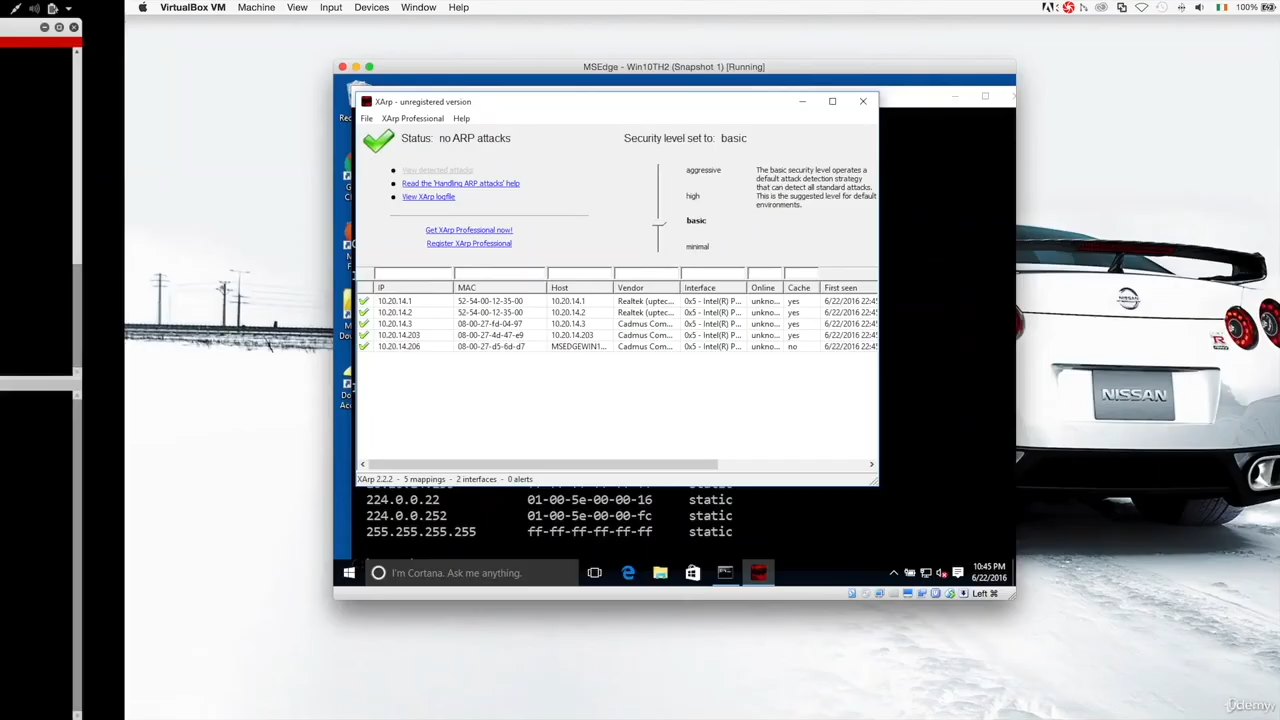 VirtualBox VM Machine View Input Devices Window Help 100%
MSEdge - Win10TH2 (Snapshot 1) [Running]
XArp - unregistered version
File XArp Professional Help
Status: no ARP attacks
Security level set to: basic
View detected attacks
Read the 'Handling ARP attacks' help
View XArp logfile
Get XArp Professional now!
Register XArp Professional
aggressive
high
basic
minimal
The basic security level operates a
default attack detection strategy
that can detect all standard attacks.
This is the suggested level for default
environments.
IP MAC Host Vendor Interface Online Cache First seen
10.20.14.1 52-54-00-12-35-00 10.20.14.1 Realtek (uptec... 0x5 - Intel(R) P... unkno... yes 6/22/2016 22:45
10.20.14.2 52-54-00-12-35-00 10.20.14.2 Realtek (uptec... 0x5 - Intel(R) P... unkno... yes 6/22/2016 22:45
10.20.14.3 08-00-27-fd-04-97 10.20.14.3 Cadmus Com... 0x5 - Intel(R) P... unkno... yes 6/22/2016 22:45
10.20.14.203 08-00-27-4d-47-e9 10.20.14.203 Cadmus Com... 0x5 - Intel(R) P... unkno... yes 6/22/2016 22:45
10.20.14.206 08-00-27-d5-6d-d7 MSEDGEWIN1... Cadmus Com... 0x5 - Intel(R) P... unkno... no 6/22/2016 22:45
XArp 2.2.2 - 5 mappings - 2 interfaces - 0 alerts
224.0.0.22 01-00-5e-00-00-16 static
224.0.0.252 01-00-5e-00-00-fc static
255.255.255.255 ff-ff-ff-ff-ff-ff static
I'm Cortana. Ask me anything.
10:45 PM
6/22/2016
Left ⌘
NISSAN
GT R
udemy